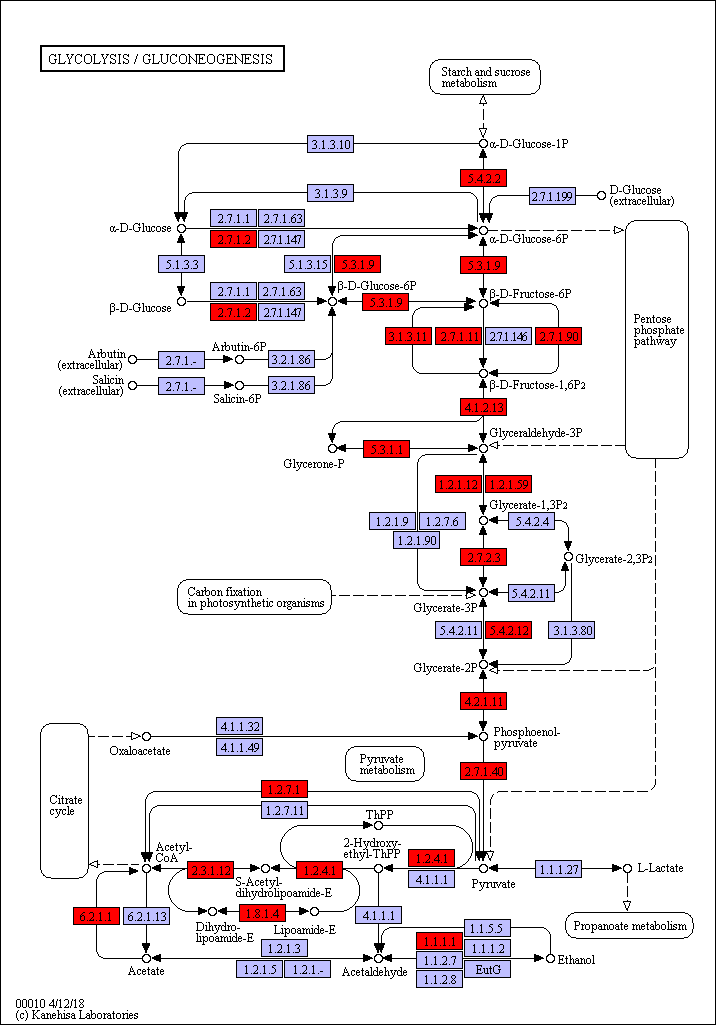 GLYCOLYSIS / GLUCONEOGENESIS
Starch and sucrose
metabolism
3.1.3.10
α-D-Glucose-1P
5.4.2.2
3.1.3.9
2.7.1.199
D-Glucose
(extracellular)
α-D-Glucose
2.7.1.1
2.7.1.63
2.7.1.2
2.7.1.147
α-D-Glucose-6P
5.1.3.3
5.1.3.15
5.3.1.9
5.3.1.9
β-D-Glucose-6P
β-D-Fructose-6P
β-D-Glucose
2.7.1.1
2.7.1.63
2.7.1.2
2.7.1.147
5.3.1.9
Pentose
phosphate
pathway
3.1.3.11
2.7.1.11
2.7.1.146
2.7.1.90
Arbutin
(extracellular)
2.7.1.-
Arbutin-6P
3.2.1.86
Salicin
(extracellular)
2.7.1.-
Salicin-6P
3.2.1.86
β-D-Fructose-1,6P2
4.1.2.13
Glyceraldehyde-3P
Glycerone-P
5.3.1.1
1.2.1.12
1.2.1.59
Glycerate-1,3P2
1.2.1.9
1.2.7.6
1.2.1.90
5.4.2.4
2.7.2.3
Glycerate-2,3P2
Carbon fixation
in photosynthetic organisms
5.4.2.11
Glycerate-3P
5.4.2.11
5.4.2.12
3.1.3.80
Glycerate-2P
4.2.1.11
4.1.1.32
4.1.1.49
Oxaloacetate
Phosphoenol-
pyruvate
Pyruvate
metabolism
2.7.1.40
Citrate
cycle
1.2.7.1
1.2.7.11
ThPP
Acetyl-
CoA
2-Hydroxy-
ethyl-ThPP
2.3.1.12
S-Acetyl-
dihydrolipoamide-E
1.2.4.1
1.2.4.1
4.1.1.1
Pyruvate
1.1.1.27
L-Lactate
6.2.1.1
6.2.1.13
Dihydro-
lipoamide-E
1.8.1.4
Lipoamide-E
4.1.1.1
Propanoate metabolism
1.2.1.3
1.2.1.5
1.2.1.-
Acetate
Acetaldehyde
1.1.1.1
1.1.2.7
1.1.2.8
1.1.5.5
1.1.1.2
EutG
Ethanol
00010 4/12/18
(c) Kanehisa Laboratories